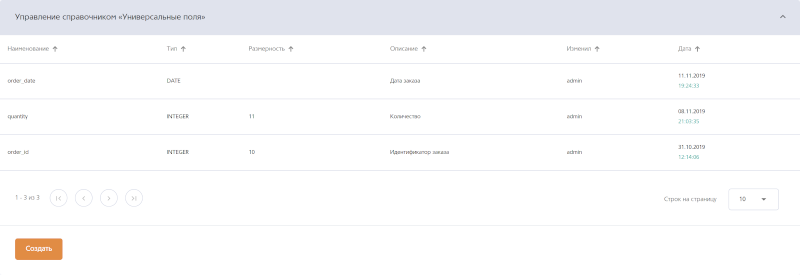 Управление справочником «Универсальные поля»
Наименование Тип Размерность Описание Изменил Дата
order_date DATE Дата заказа admin 11.11.2019
19:24:33
quantity INTEGER 11 Количество admin 08.11.2019
21:03:35
order_id INTEGER 10 Идентификатор заказа admin 31.10.2019
12:14:06
1 - 3 из 3 Строк на страницу 10
Создать